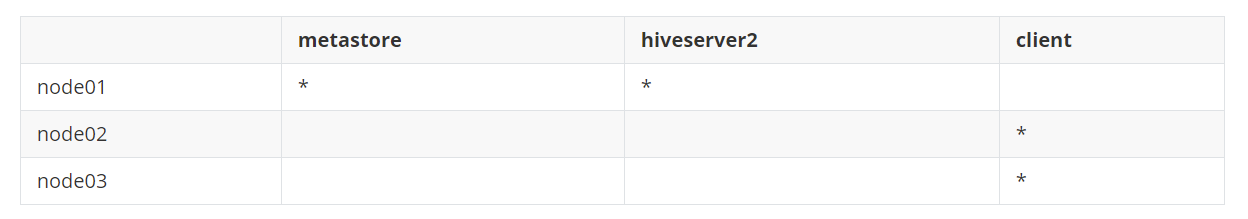 metastore hiveserver2 client
node01 * *
node02 *
node03 *